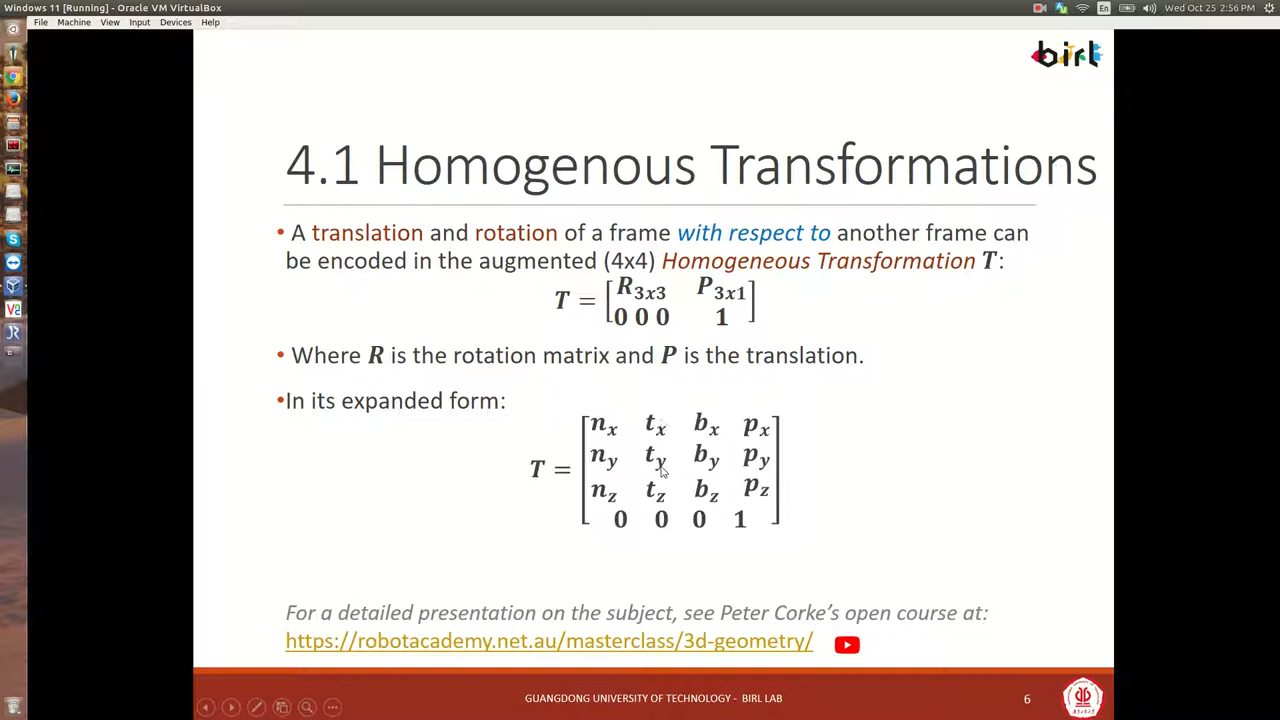 Windows 11 [Running] - Oracle VM VirtualBox
En
Wed Oct 25 2:56 PM
File Machine View Input Devices Help
birl
4.1 Homogenous Transformations
• A translation and rotation of a frame with respect to another frame can
be encoded in the augmented (4x4) Homogeneous Transformation T:
T = [R3x3 P3x1
0 0 0 1]
• Where R is the rotation matrix and P is the translation.
•In its expanded form:
nx tx bx px
ny ty by py
T =
nz tz bz pz
0 0 0 1
For a detailed presentation on the subject, see Peter Corke's open course at:
https://robotacademy.net.au/masterclass/3d-geometry/
GUANGDONG UNIVERSITY OF TECHNOLOGY - BIRL LAB
6